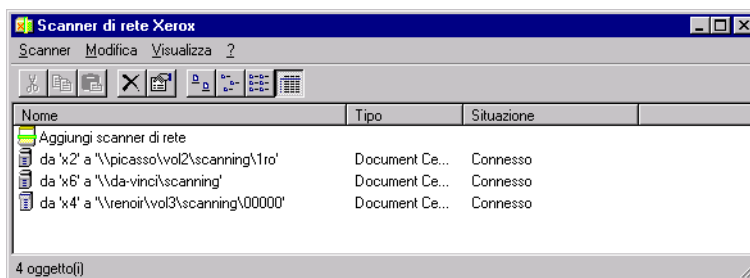 Scanner di rete Xerox
Scanner Modifica Visualizza ?
Nome Tipo Situazione
Aggiungi scanner di rete
da 'x2' a '\\picasso\vol2\scanning\1ro' Document Ce... Connesso
da 'x6' a '\\da-vinci\scanning' Document Ce... Connesso
da 'x4' a '\\renoir\vol3\scanning\00000' Document Ce... Connesso
4 oggetto(i)